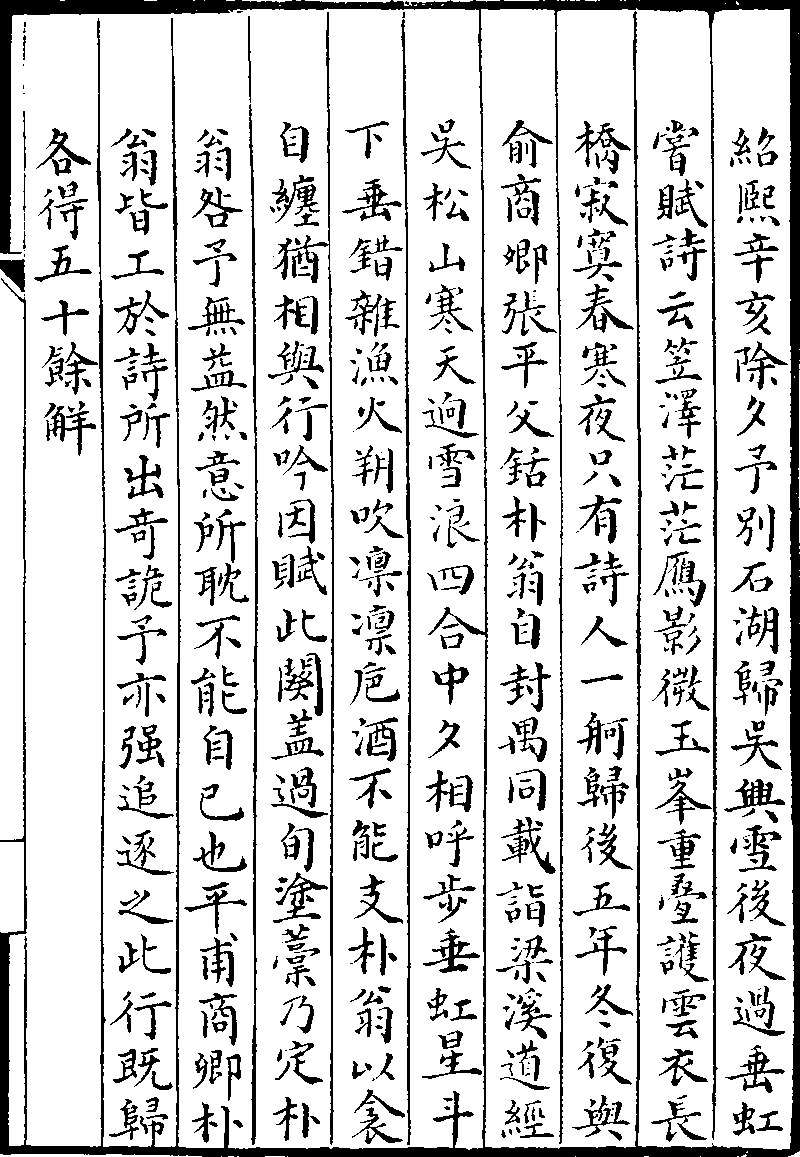 紹熙辛亥除夕予別石湖歸吳興雪後夜過垂虹
嘗賦詩云笠澤茫茫鴈影微玉峯重疊護雲衣長
橋寂寞春寒夜只有詩人一舸歸後五年冬復與
俞商卿張平父銛朴翁自封禺同載詣梁溪道經
吳松山寒天逈雪浪四合中夕相呼步垂虹星斗
下垂錯雜漁火朔吹凜凜巵酒不能支朴翁以衾
自纏猶相與行吟因賦此闋蓋過旬塗藁乃定朴
翁咎予無益然意所耽不能自已也平甫商卿朴
翁皆工於詩所出奇詭予亦强追逐之此行既歸
各得五十餘解